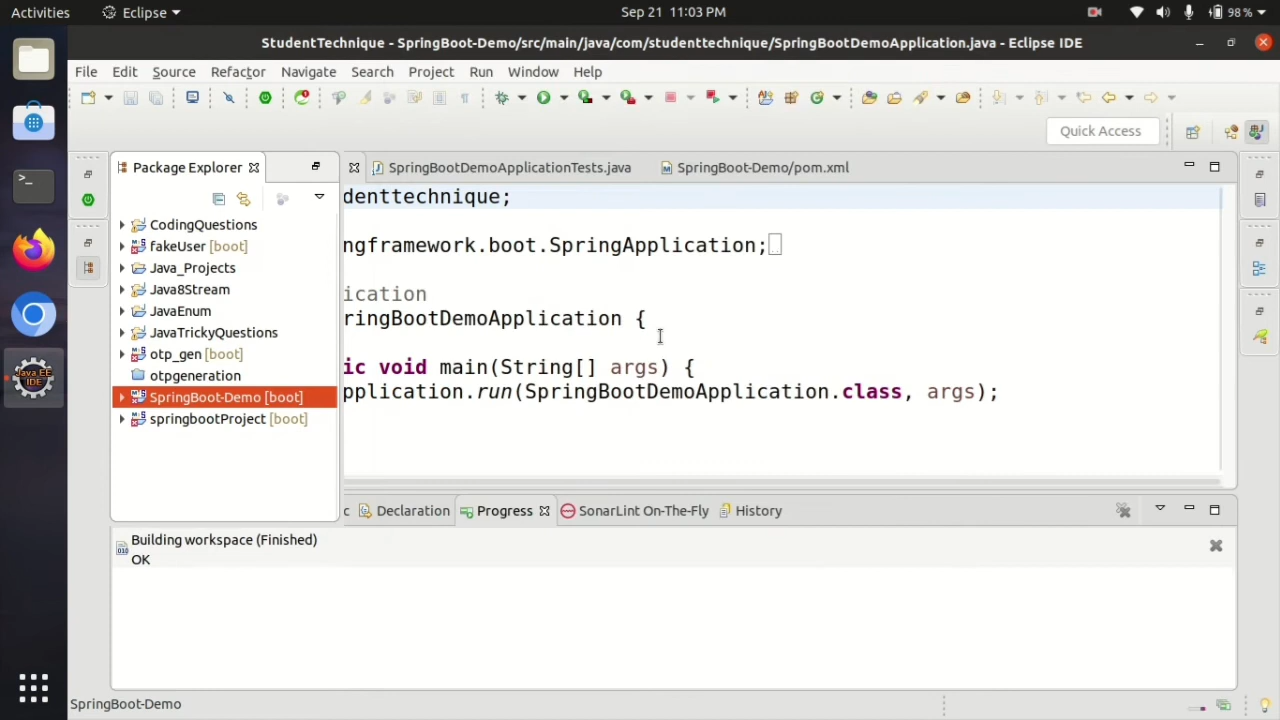 Activities
Eclipse
Sep 21 11:03 PM
98%
StudentTechnique - SpringBoot-Demo/src/main/java/com/studenttechnique/SpringBootDemoApplication.java - Eclipse IDE
File Edit Source Refactor Navigate Search Project Run Window Help
Quick Access
Package Explorer
SpringBootDemoApplicationTests.java
SpringBoot-Demo/pom.xml
CodingQuestions
fakeUser [boot]
Java_Projects
Java8Stream
JavaEnum
JavaTrickyQuestions
otp_gen [boot]
otpgeneration
SpringBoot-Demo [boot]
springbootProject [boot]
denttechnique;
ngframework.boot.SpringApplication;
ication
ringBootDemoApplication {
ic void main(String[] args) {
pplication.run(SpringBootDemoApplication.class, args);
Java EE
IDE
c Declaration Progress SonarLint On-The-Fly History
Building workspace (Finished)
OK
SpringBoot-Demo